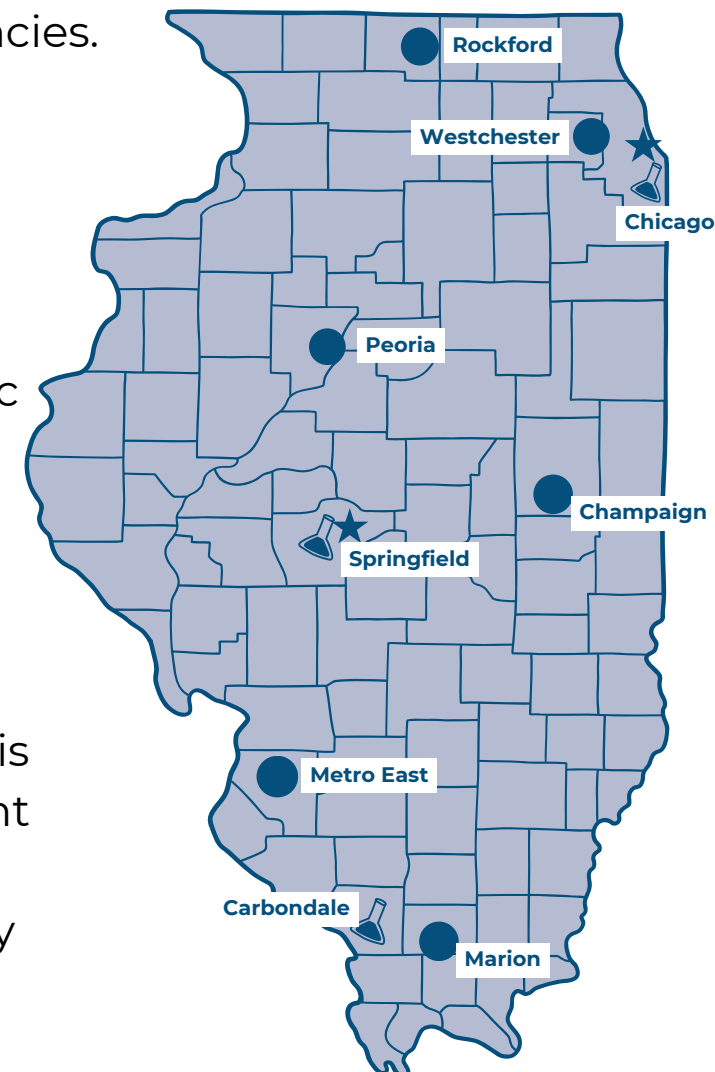 ncies.
Rockford
Westchester
Chicago
Peoria
c
Champaign
Springfield
is
Metro East
nt
Carbondale
y
Marion